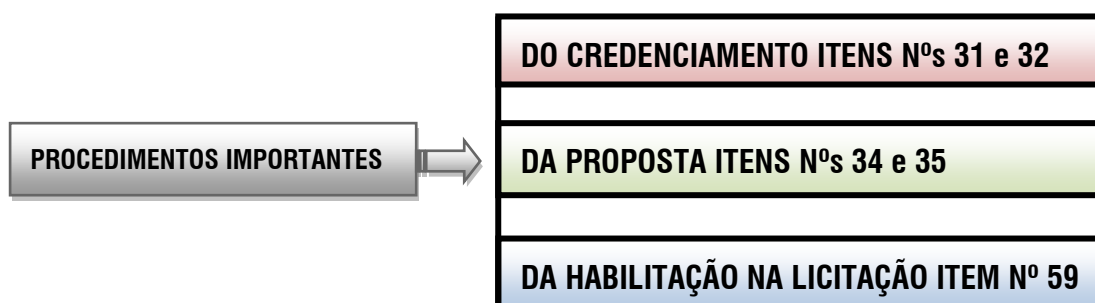 DO CREDENCIAMENTO ITENS Nºs 31 e 32
PROCEDIMENTOS IMPORTANTES
DA PROPOSTA ITENS Nºs 34 e 35
DA HABILITAÇÃO NA LICITAÇÃO ITEM Nº 59